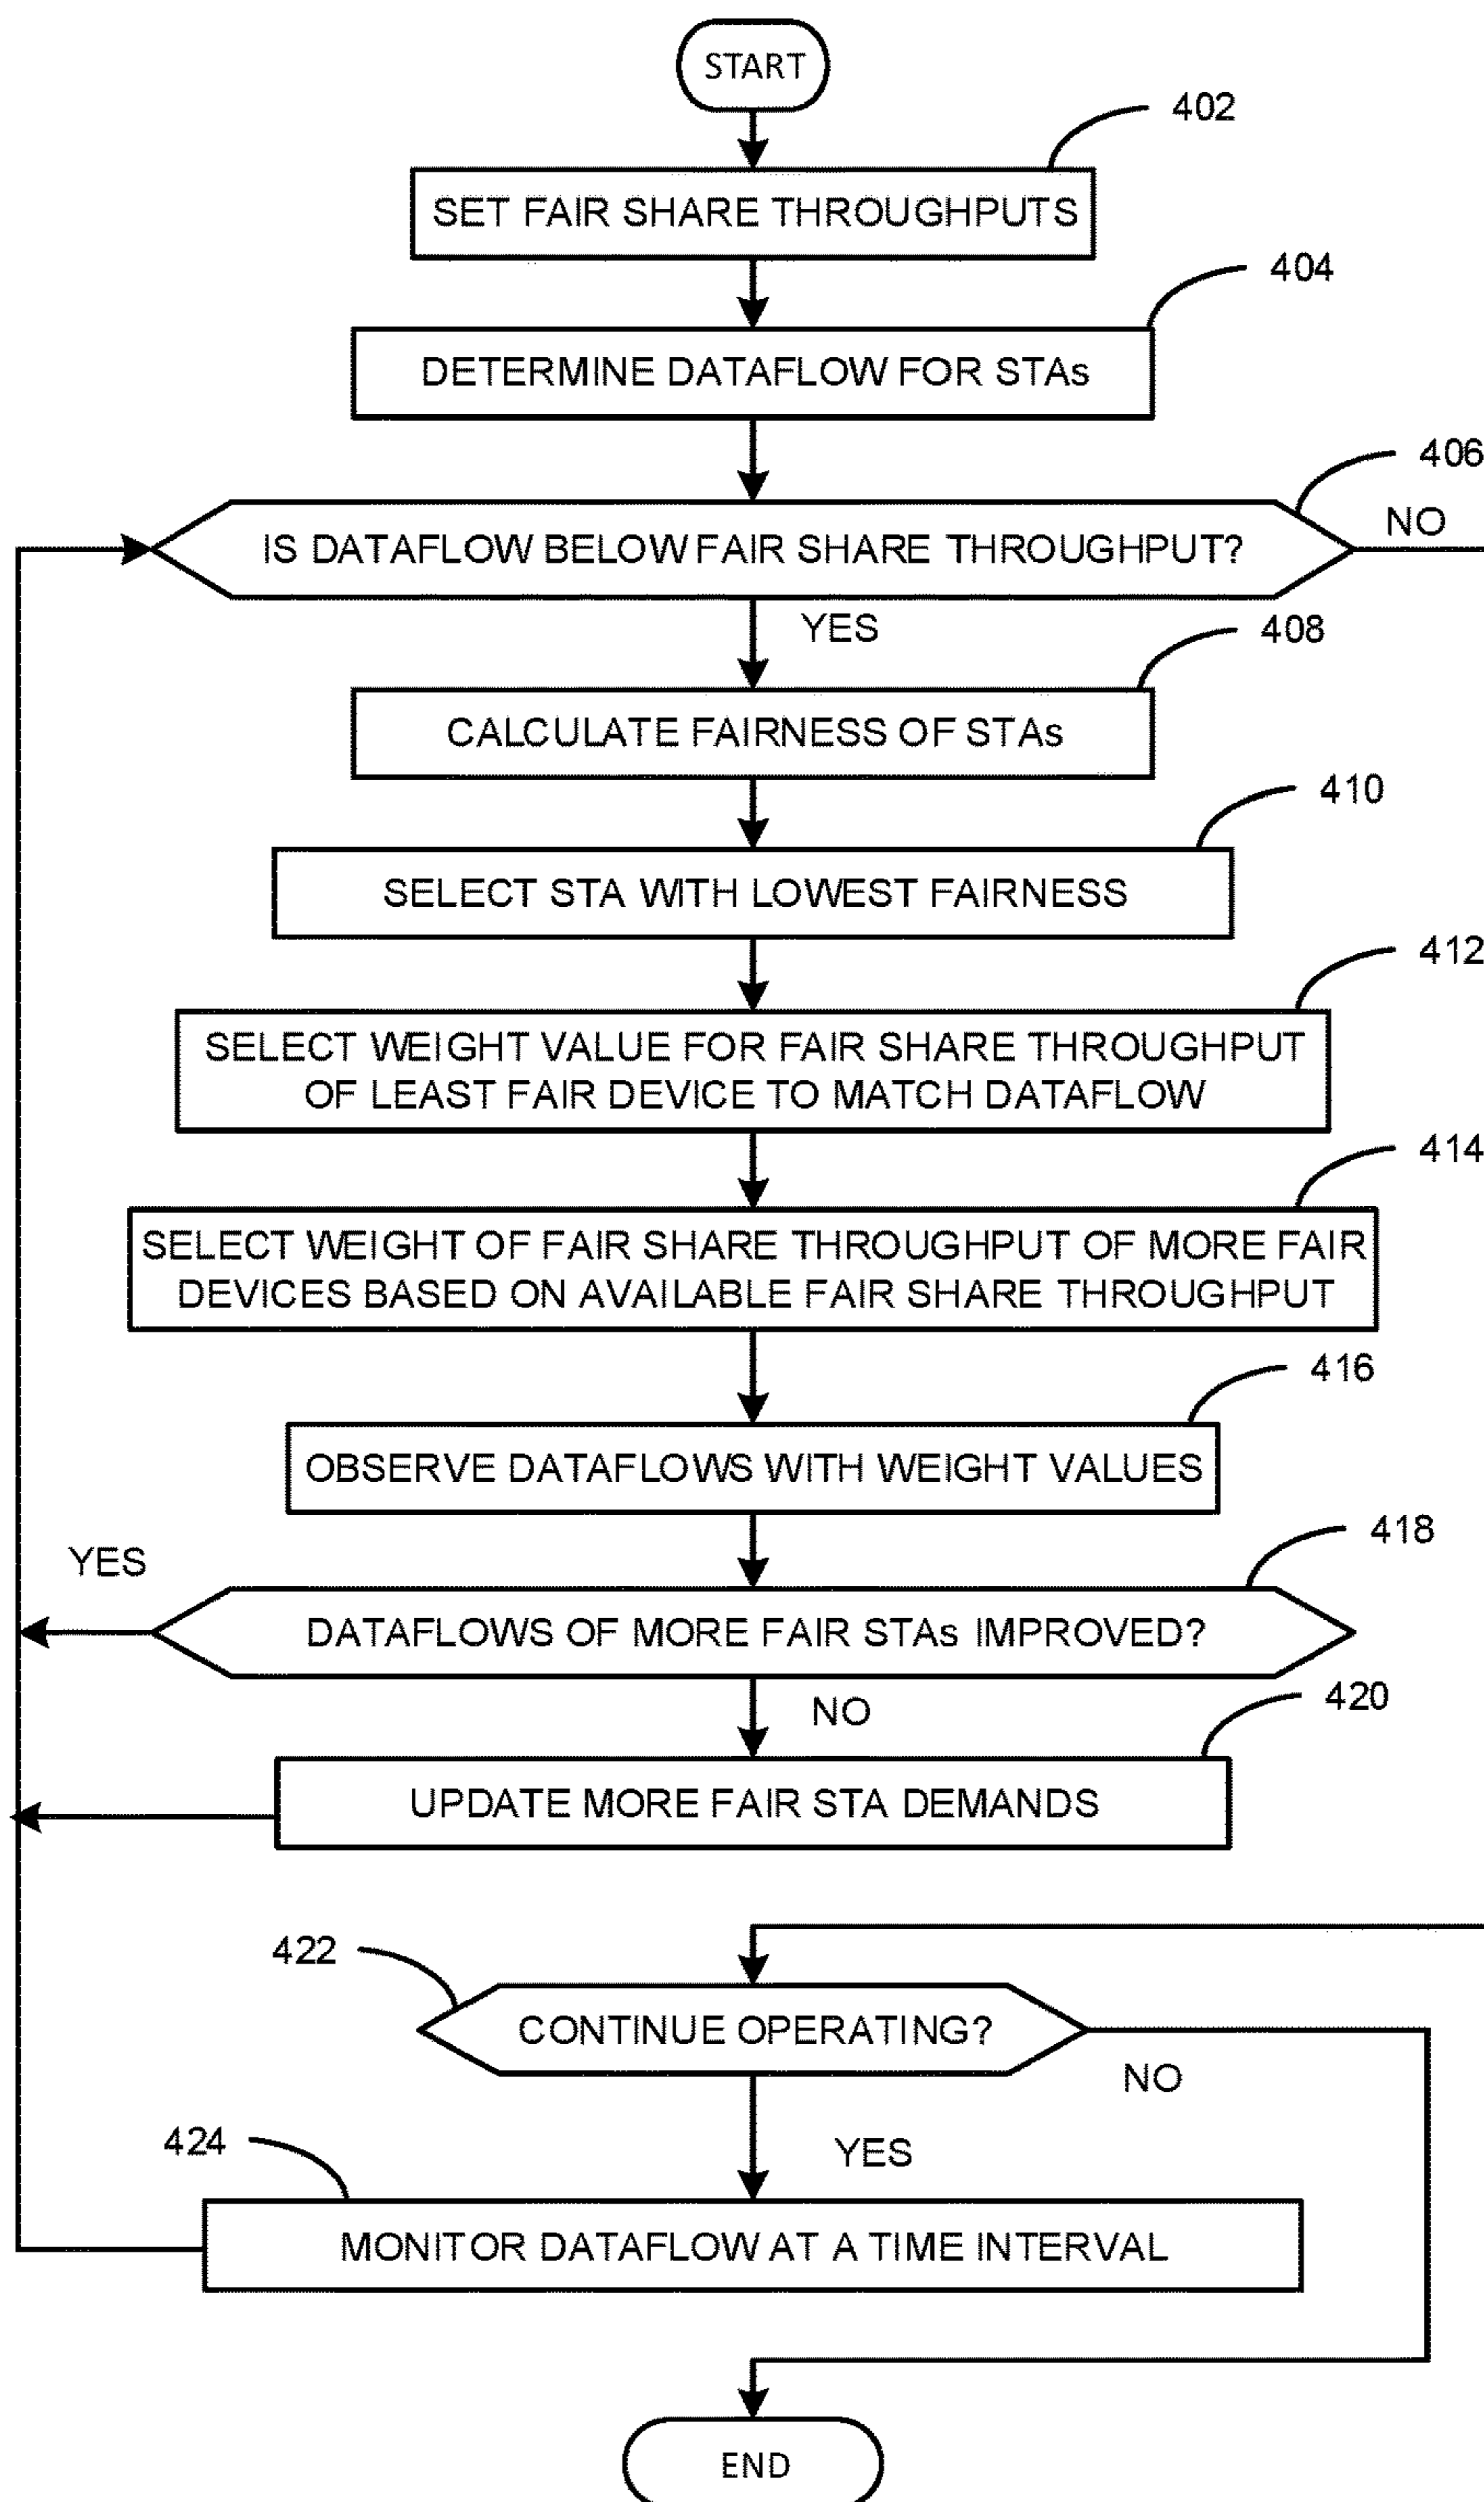 START
402
SET FAIR SHARE THROUGHPUTS
404
DETERMINE DATAFLOW FOR STAs
406
IS DATAFLOW BELOW FAIR SHARE THROUGHPUT?
NO
YES
408
CALCULATE FAIRNESS OF STAs
410
SELECT STA WITH LOWEST FAIRNESS
412
SELECT WEIGHT VALUE FOR FAIR SHARE THROUGHPUT
OF LEAST FAIR DEVICE TO MATCH DATAFLOW
414
SELECT WEIGHT OF FAIR SHARE THROUGHPUT OF MORE FAIR
DEVICES BASED ON AVAILABLE FAIR SHARE THROUGHPUT
416
OBSERVE DATAFLOWS WITH WEIGHT VALUES
418
YES
DATAFLOWS OF MORE FAIR STAs IMPROVED?
NO
420
UPDATE MORE FAIR STA DEMANDS
422
CONTINUE OPERATING?
NO
YES
424
MONITOR DATAFLOW AT A TIME INTERVAL
END